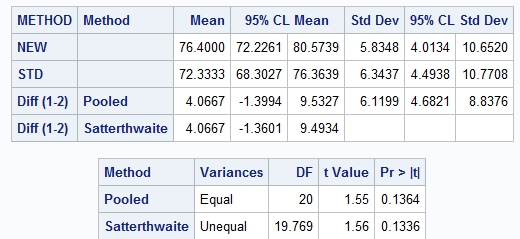 METHOD Method Mean 95% CL Mean Std Dev 95% CL Std Dev
NEW 76.4000 72.2261 80.5739 5.8348 4.0134 10.6520
STD 72.3333 68.3027 76.3639 6.3437 4.4938 10.7708
Diff (1-2) Pooled 4.0667 -1.3994 9.5327 6.1199 4.6821 8.8376
Diff (1-2) Satterthwaite 4.0667 -1.3601 9.4934
Method Variances DF t Value Pr > |t|
Pooled Equal 20 1.55 0.1364
Satterthwaite Unequal 19.769 1.56 0.1336